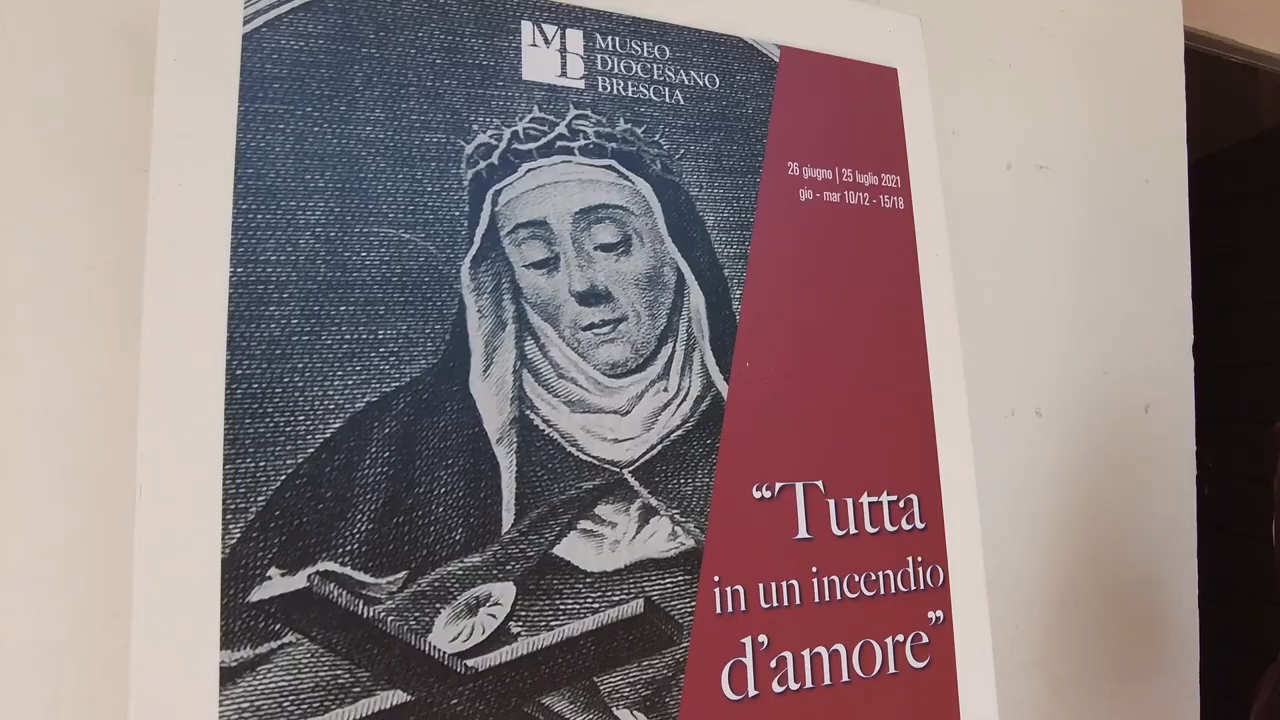 MD
MUSEO
DIOCESANO
BRESCIA
26 giugno | 25 luglio 2021
gio - mar 10/12 - 15/18
“Tutta
in un incendio
d’amore”